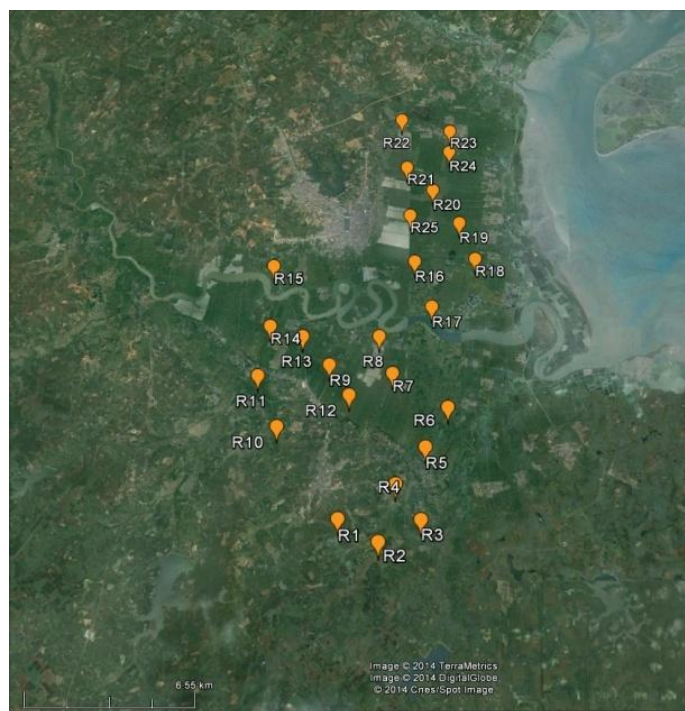 R22
R23
R24
R21
R20
R25
R19
R16
R18
R15
R17
R14
R13
R8
R9
R7
R11
R12
R6
R10
R5
R4
R1
R3
R2
Image © 2014 TerraMetrics
Image © 2014 DigitalGlobe
© 2014 Cnes/Spot Image
6.55 km